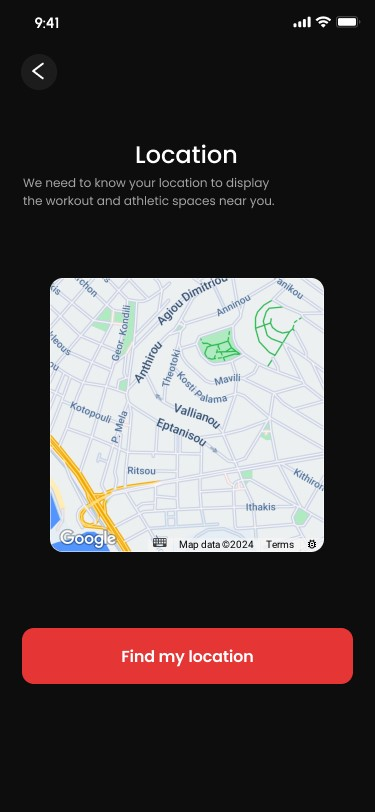 9:41
Location
We need to know your location to display
the workout and athletic spaces near you.
Agiou Dimitriou
Anninou
Geor. Kondili
Anthirou
Theotoki
Kosti Palama
Mavili
Kotopouli
P. Mela
Vallianou
Eptanisou
Ritsou
Ithakis
Google
Map data ©2024
Terms
Find my location